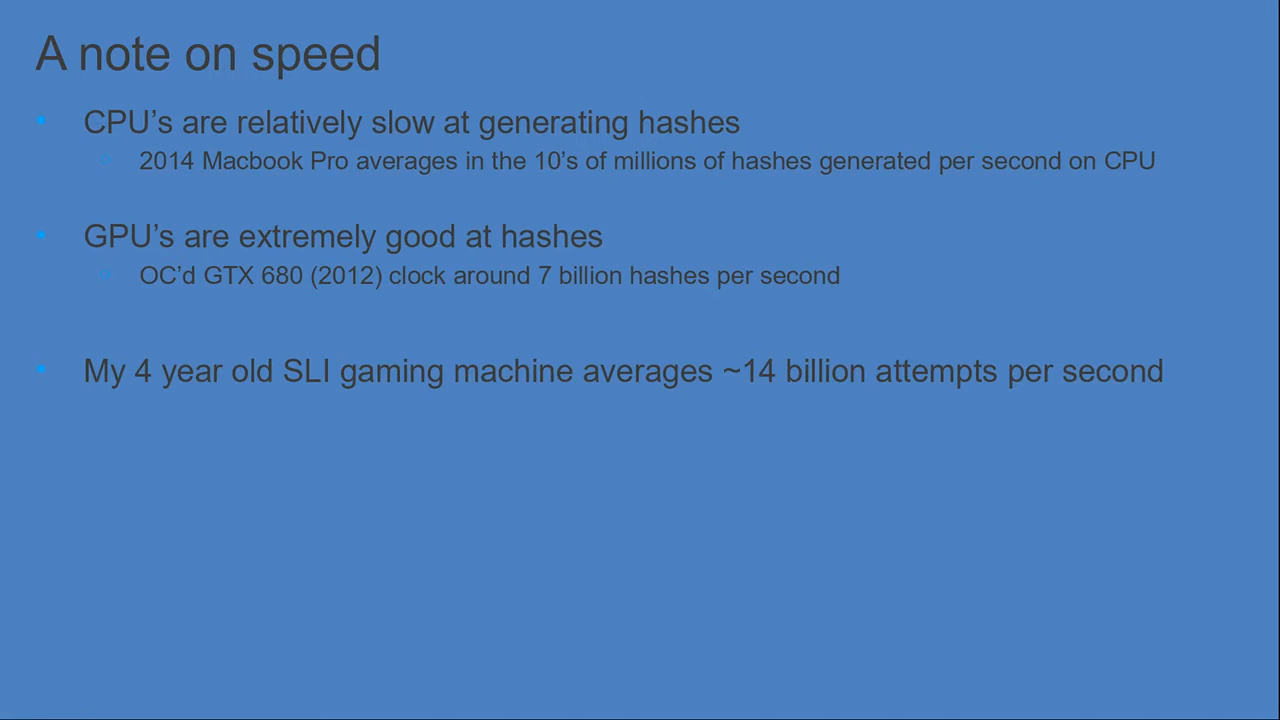 A note on speed
CPU’s are relatively slow at generating hashes
2014 Macbook Pro averages in the 10’s of millions of hashes generated per second on CPU
GPU’s are extremely good at hashes
OC’d GTX 680 (2012) clock around 7 billion hashes per second
My 4 year old SLI gaming machine averages ~14 billion attempts per second